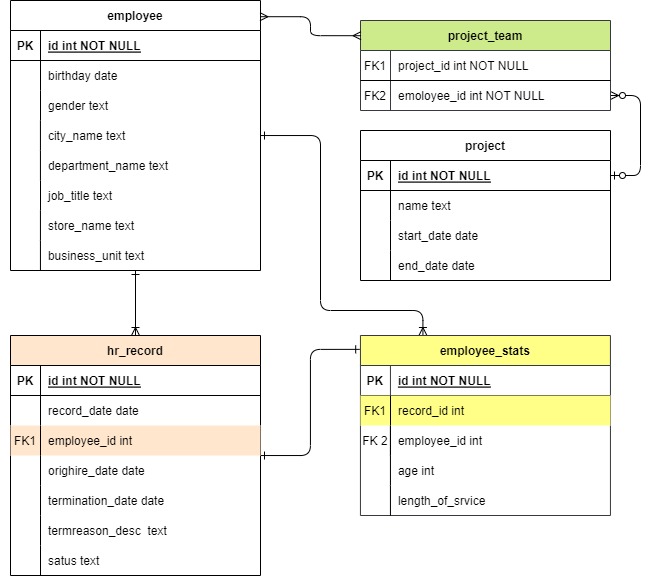 employee
PK id int NOT NULL
birthday date
gender text
city_name text
department_name text
job_title text
store_name text
business_unit text
project_team
FK1 project_id int NOT NULL
FK2 emoloyee_id int NOT NULL
project
PK id int NOT NULL
name text
start_date date
end_date date
hr_record
PK id int NOT NULL
record_date date
FK1 employee_id int
orighire_date date
termination_date date
termreason_desc text
satus text
employee_stats
PK id int NOT NULL
FK1 record_id int
FK 2 employee_id int
age int
length_of_srvice